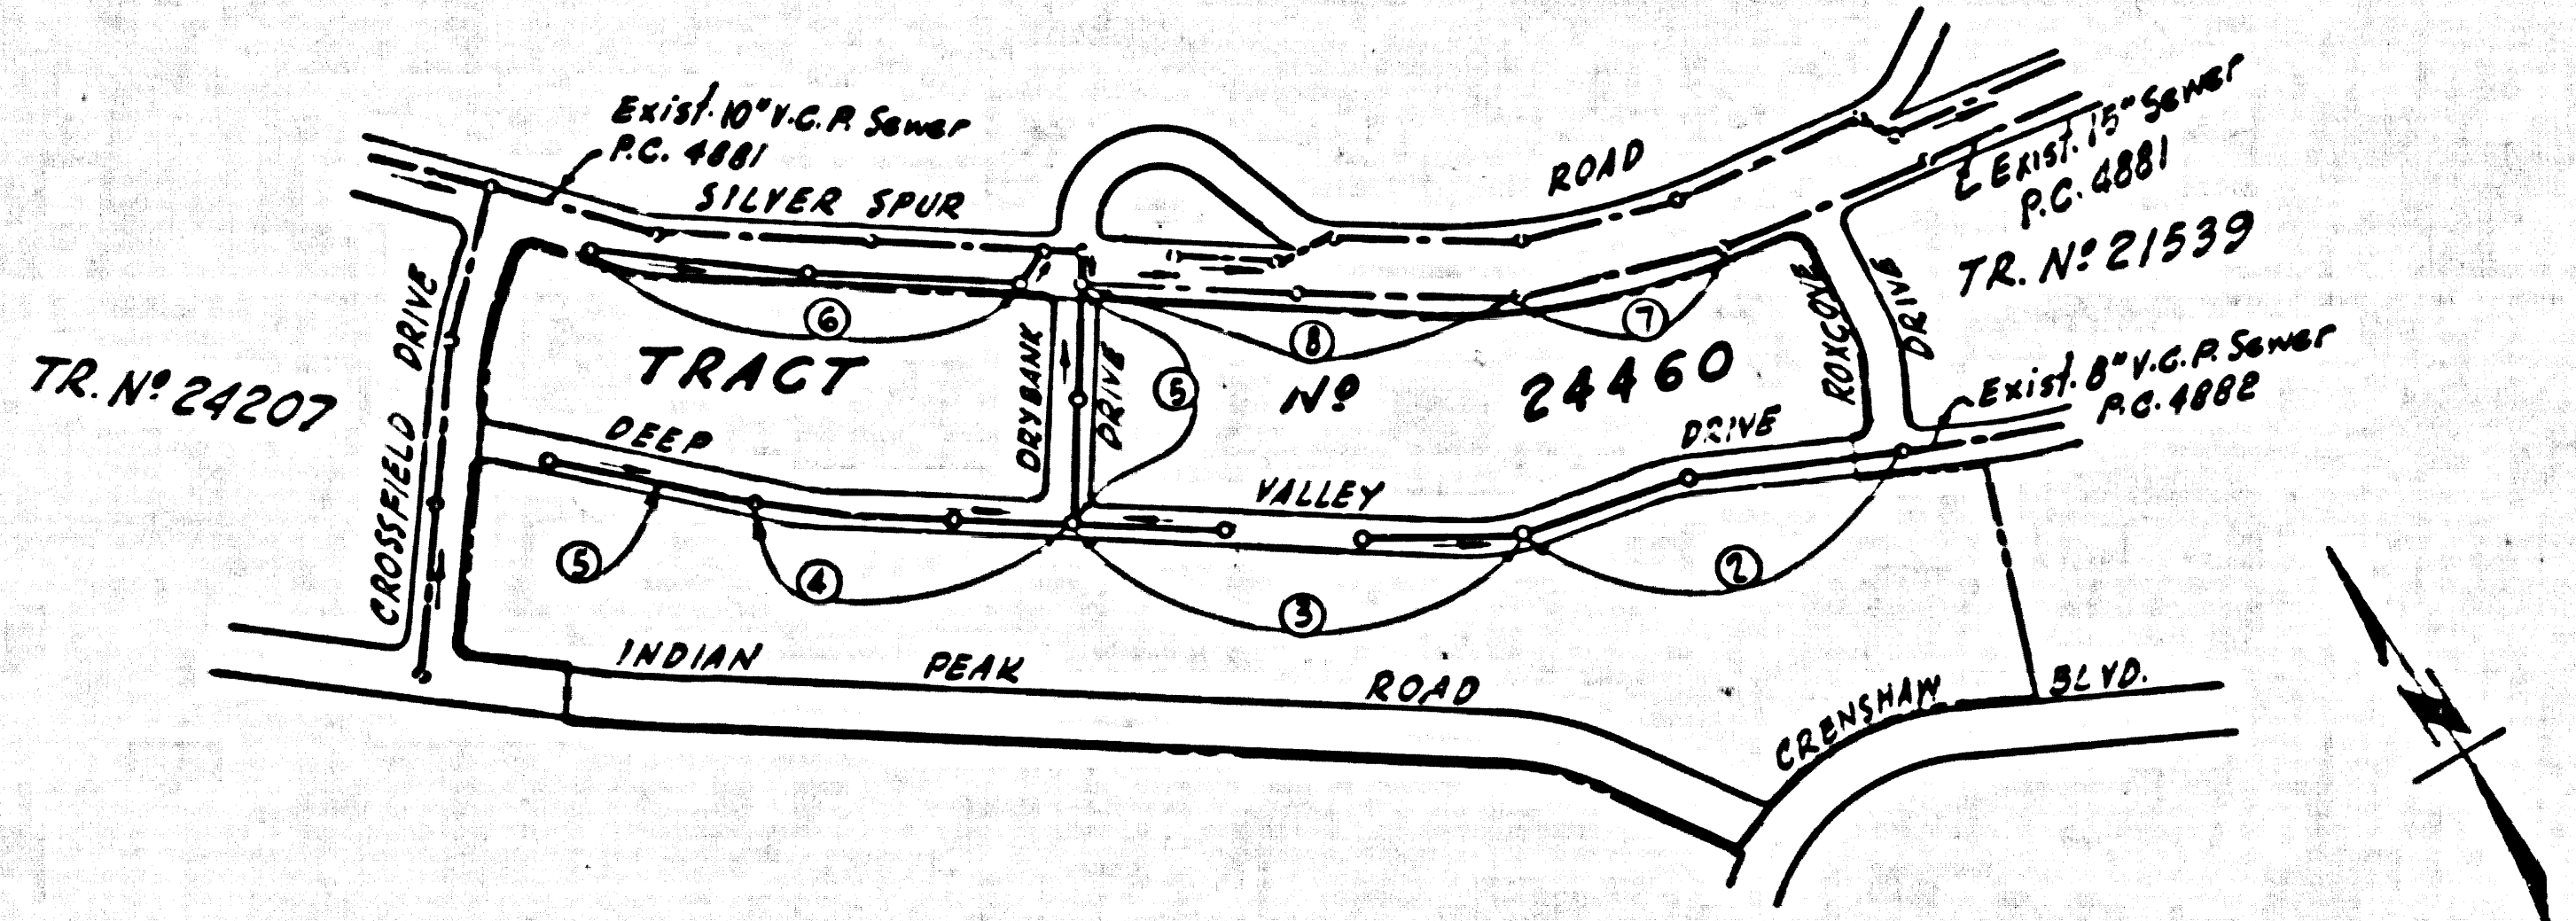 Exist. 10" V.C.P. Sewer
P.C. 4881
SILVER SPUR
ROAD
Exist. 15" Sewer
P.C. 4881
TR. Nº 21539
TR. Nº 24207
CROSSFIELD DRIVE
6
TRACT
DRYBANK
DRIVE
5
8
Nº
7
24460
ROXCOVE
DRIVE
Exist. 8" V.C.P. Sewer
P.C. 4882
DEEP
VALLEY
DRIVE
5
4
3
2
INDIAN PEAK ROAD
CRENSHAW BLVD.
N